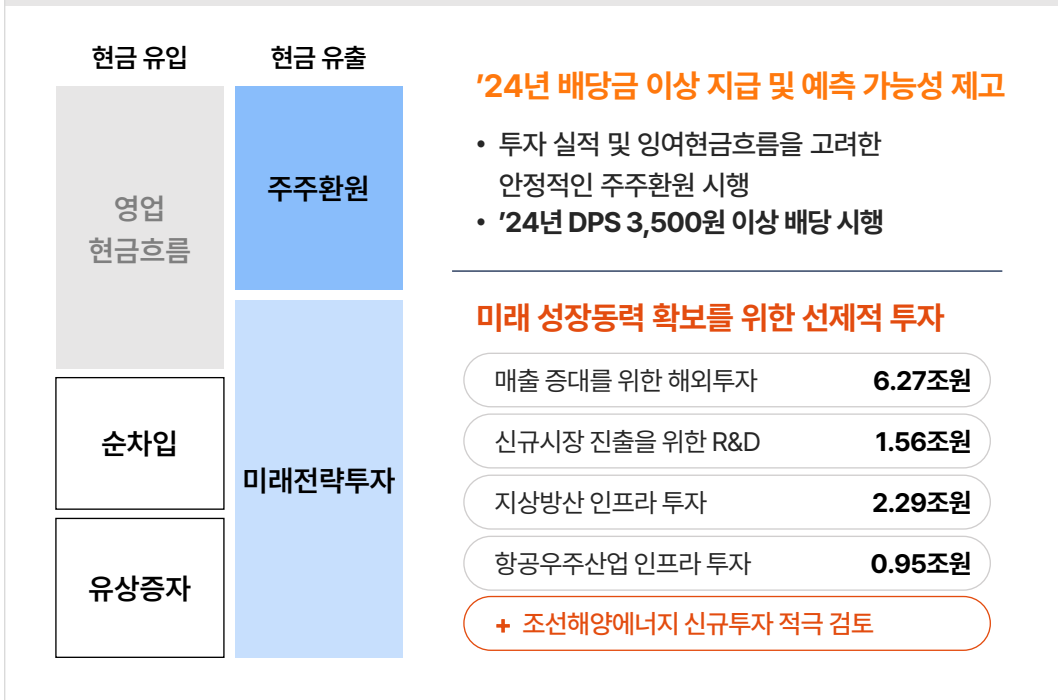 현금 유입
현금 유출
영업
현금흐름
순차입
유상증자
주주환원
미래전략투자
’24년 배당금 이상 지급 및 예측 가능성 제고
• 투자 실적 및 잉여현금흐름을 고려한
안정적인 주주환원 시행
• ’24년 DPS 3,500원 이상 배당 시행
미래 성장동력 확보를 위한 선제적 투자
매출 증대를 위한 해외투자 6.27조원
신규시장 진출을 위한 R&D 1.56조원
지상방산 인프라 투자 2.29조원
항공우주산업 인프라 투자 0.95조원
+ 조선해양에너지 신규투자 적극 검토